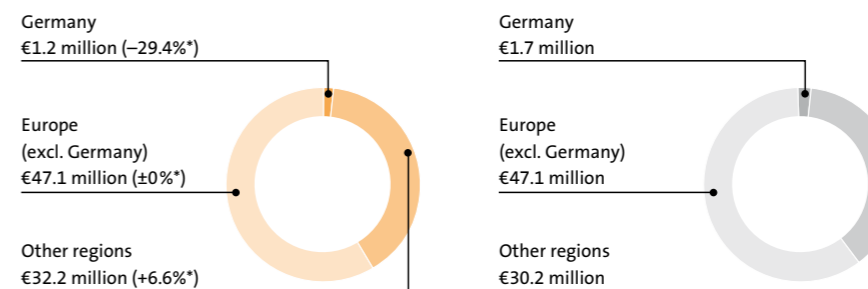 Germany
€1.2 million (–29.4%*)
Europe
(excl. Germany)
€47.1 million (±0%*)
Other regions
€32.2 million (+6.6%*)
Germany
€1.7 million
Europe
(excl. Germany)
€47.1 million
Other regions
€30.2 million